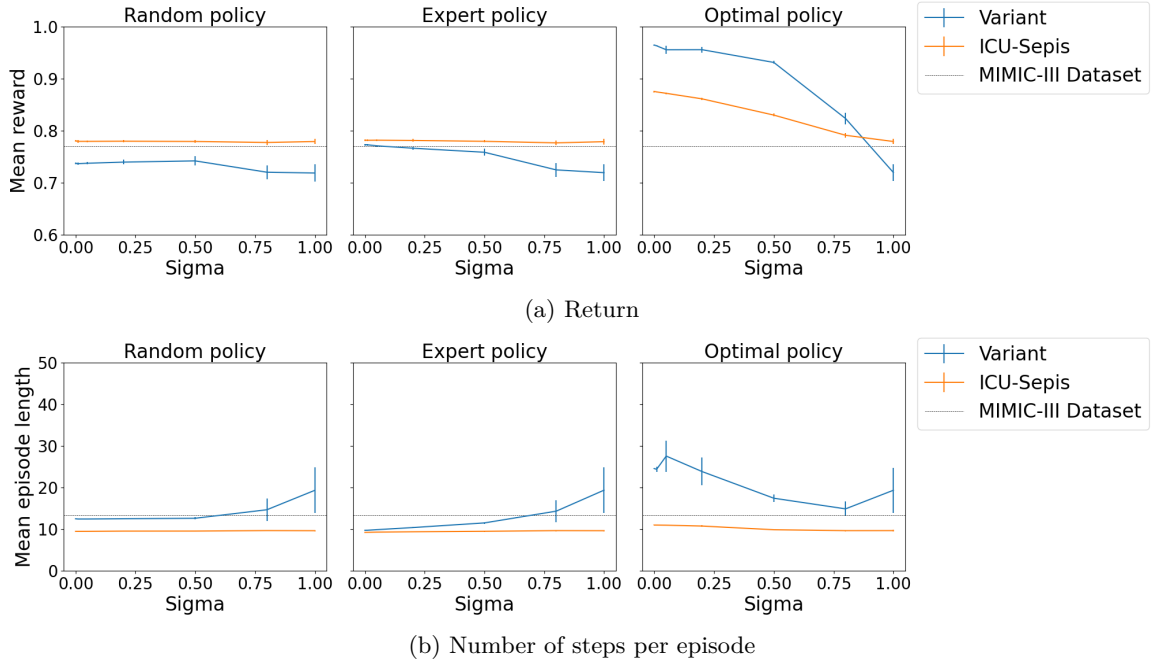 Random policy
Expert policy
Optimal policy
Variant
ICU-Sepis
MIMIC-III Dataset
Mean reward
1.0
0.9
0.8
0.7
0.6
0.00 0.25 0.50 0.75 1.00
0.00 0.25 0.50 0.75 1.00
0.00 0.25 0.50 0.75 1.00
Sigma
Sigma
Sigma
(a) Return
Random policy
Expert policy
Optimal policy
Variant
ICU-Sepis
MIMIC-III Dataset
Mean episode length
50
40
30
20
10
0
0.00 0.25 0.50 0.75 1.00
0.00 0.25 0.50 0.75 1.00
0.00 0.25 0.50 0.75 1.00
Sigma
Sigma
Sigma
(b) Number of steps per episode